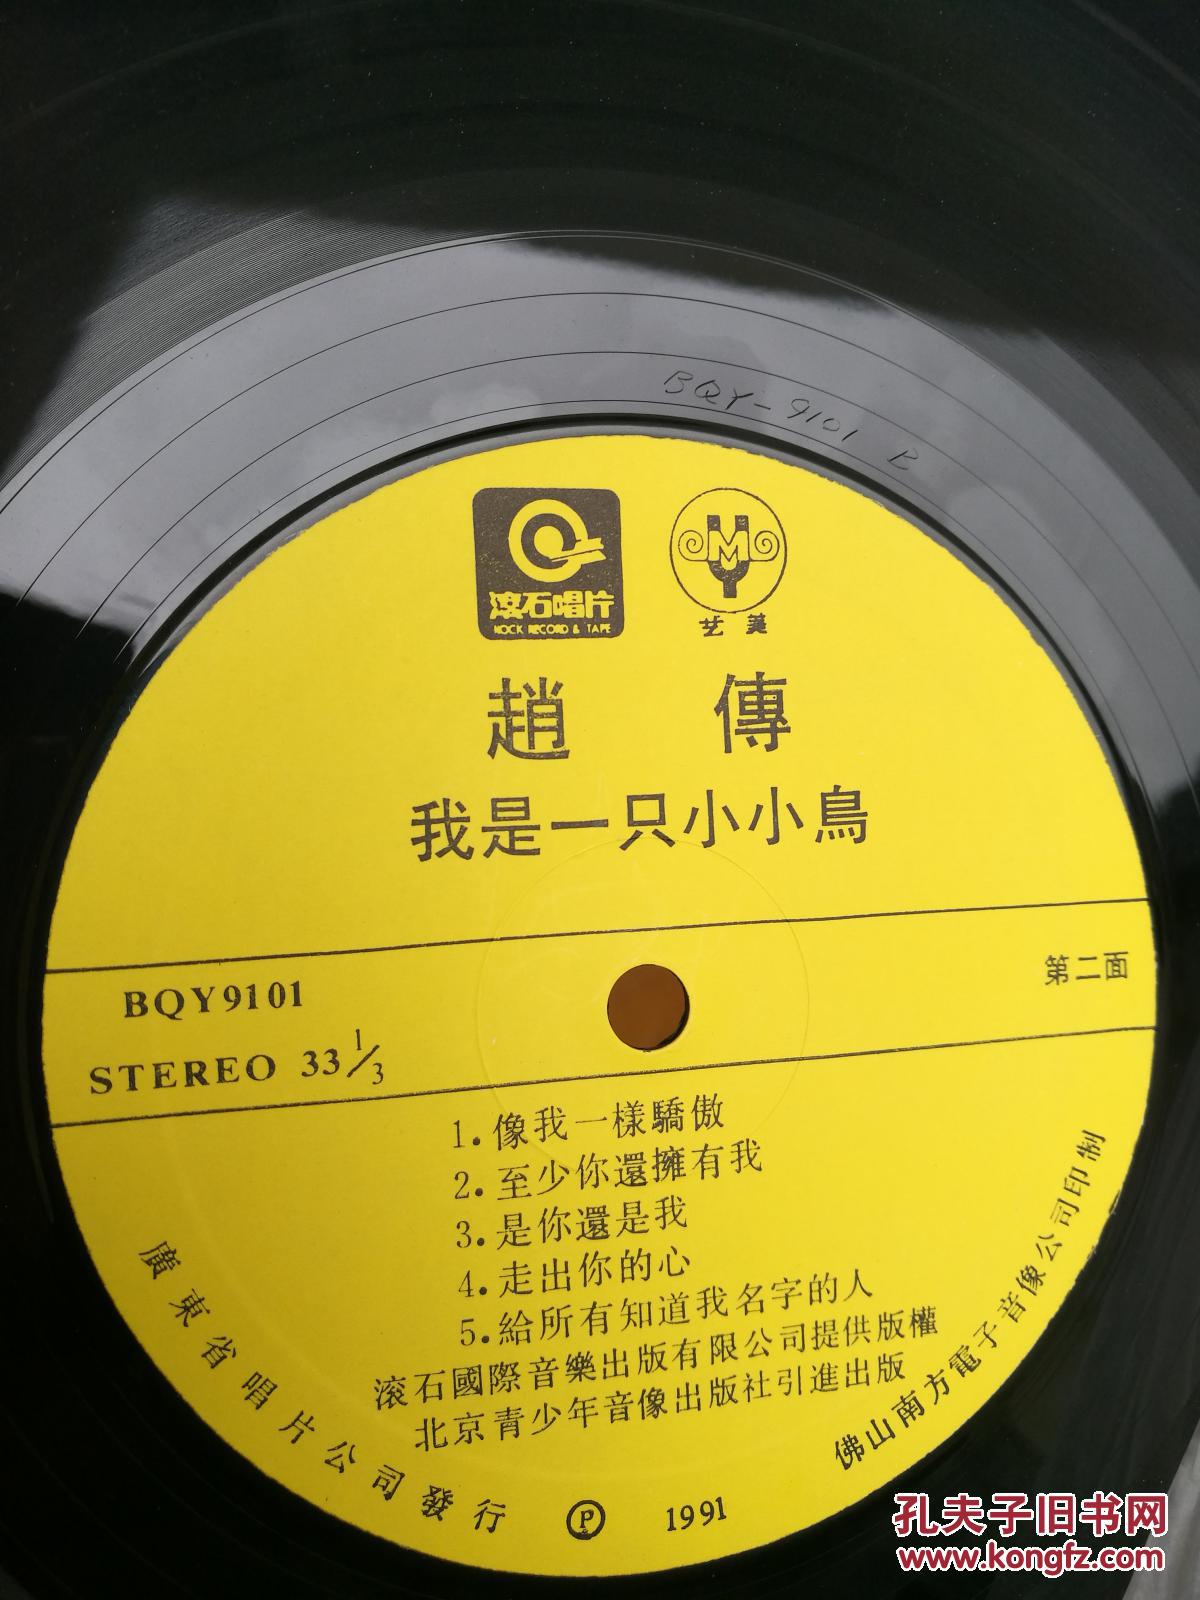 BQY-9101 B
滾石唱片
ROCK RECORD & TAPE
UMY
艺美
趙 傳
我是一只小小鳥
BQY9101
第二面
STEREO 33 1/3
1.像我一樣驕傲
2.至少你還擁有我
3.是你還是我
4.走出你的心
5.給所有知道我名字的人
滚石國際音樂出版有限公司提供版權
北京青少年音像出版社引進出版
廣東省唱片公司發行
Ⓟ 1991
佛山南方電子音像公司印制
孔夫子旧书网
www.kongfz.com